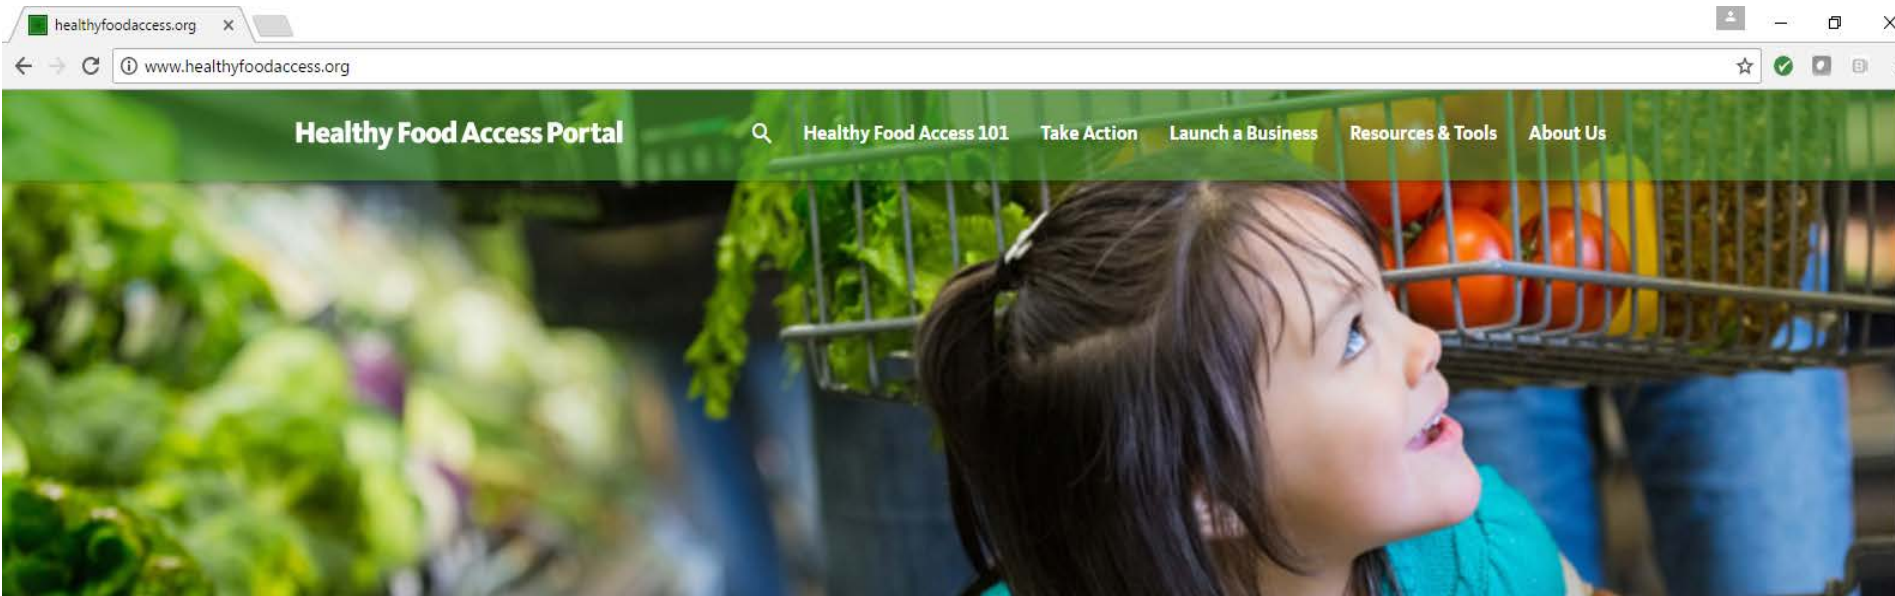 healthyfoodaccess.org
www.healthyfoodaccess.org
Healthy Food Access Portal
Healthy Food Access 101 Take Action Launch a Business Resources & Tools About Us